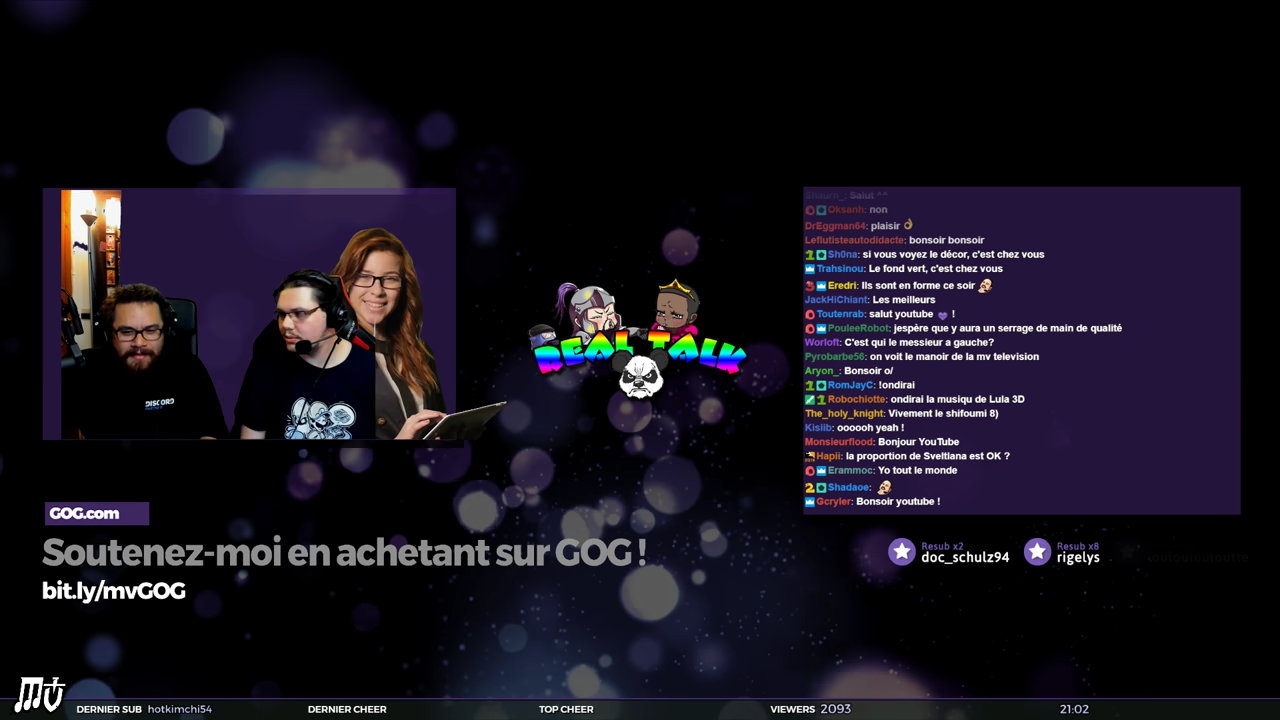 DISCORD
REAL TALK
Shaurn_: Salut ^^
Oksanh: non
DrEggman64: plaisir
Leflutisteautodidacte: bonsoir bonsoir
Sh0na: si vous voyez le décor, c'est chez vous
Trahsinou: Le fond vert, c'est chez vous
Eredri: Ils sont en forme ce soir
JackHiChiant: Les meilleurs
Toutenrab: salut youtube !
PouleeRobot: jespère que y aura un serrage de main de qualité
Worloft: C'est qui le messieur a gauche?
Pyrobarbe56: on voit le manoir de la mv television
Aryon_: Bonsoir o/
RomJayC: !ondirai
Robochiotte: ondirai la musiqu de Lula 3D
The_holy_knight: Vivement le shifoumi 8)
Kisiib: oooooh yeah !
Monsieurflood: Bonjour YouTube
Hapii: la proportion de Sveltlana est OK ?
Erammoc: Yo tout le monde
Shadaoe:
Gcryler: Bonsoir youtube !
GOG.com
Soutenez-moi en achetant sur GOG !
bit.ly/mvGOG
Resub x2
doc_schulz94
Resub x8
rigelys
MV
DERNIER SUB hotkimchi54
DERNIER CHEER
TOP CHEER
VIEWERS 2093
21:02